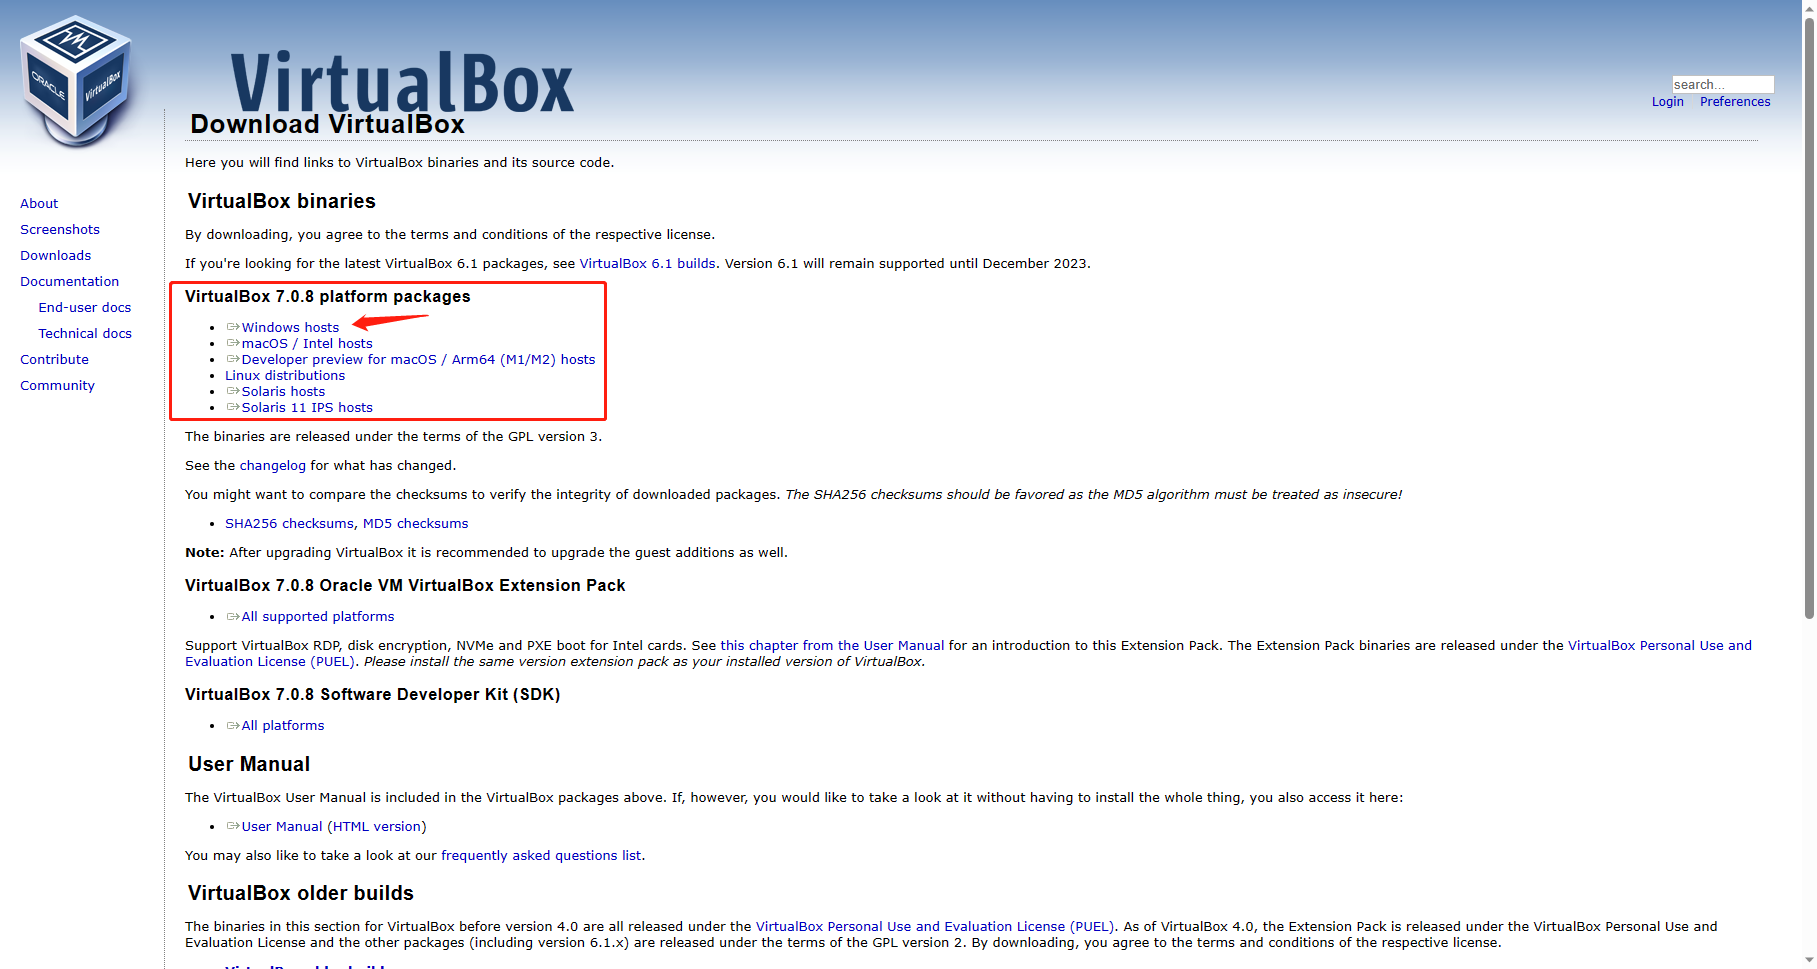 ORACLE
VirtualBox
VirtualBox
search...
Login Preferences
Download VirtualBox
Here you will find links to VirtualBox binaries and its source code.
About
Screenshots
Downloads
Documentation
End-user docs
Technical docs
Contribute
Community
VirtualBox binaries
By downloading, you agree to the terms and conditions of the respective license.
If you're looking for the latest VirtualBox 6.1 packages, see VirtualBox 6.1 builds. Version 6.1 will remain supported until December 2023.
VirtualBox 7.0.8 platform packages
Windows hosts
macOS / Intel hosts
Developer preview for macOS / Arm64 (M1/M2) hosts
Linux distributions
Solaris hosts
Solaris 11 IPS hosts
The binaries are released under the terms of the GPL version 3.
See the changelog for what has changed.
You might want to compare the checksums to verify the integrity of downloaded packages. The SHA256 checksums should be favored as the MD5 algorithm must be treated as insecure!
SHA256 checksums, MD5 checksums
Note: After upgrading VirtualBox it is recommended to upgrade the guest additions as well.
VirtualBox 7.0.8 Oracle VM VirtualBox Extension Pack
All supported platforms
Support VirtualBox RDP, disk encryption, NVMe and PXE boot for Intel cards. See this chapter from the User Manual for an introduction to this Extension Pack. The Extension Pack binaries are released under the VirtualBox Personal Use and
Evaluation License (PUEL). Please install the same version extension pack as your installed version of VirtualBox.
VirtualBox 7.0.8 Software Developer Kit (SDK)
All platforms
User Manual
The VirtualBox User Manual is included in the VirtualBox packages above. If, however, you would like to take a look at it without having to install the whole thing, you also access it here:
User Manual (HTML version)
You may also like to take a look at our frequently asked questions list.
VirtualBox older builds
The binaries in this section for VirtualBox before version 4.0 are all released under the VirtualBox Personal Use and Evaluation License (PUEL). As of VirtualBox 4.0, the Extension Pack is released under the VirtualBox Personal Use and
Evaluation License and the other packages (including version 6.1.x) are released under the terms of the GPL version 2. By downloading, you agree to the terms and conditions of the respective license.